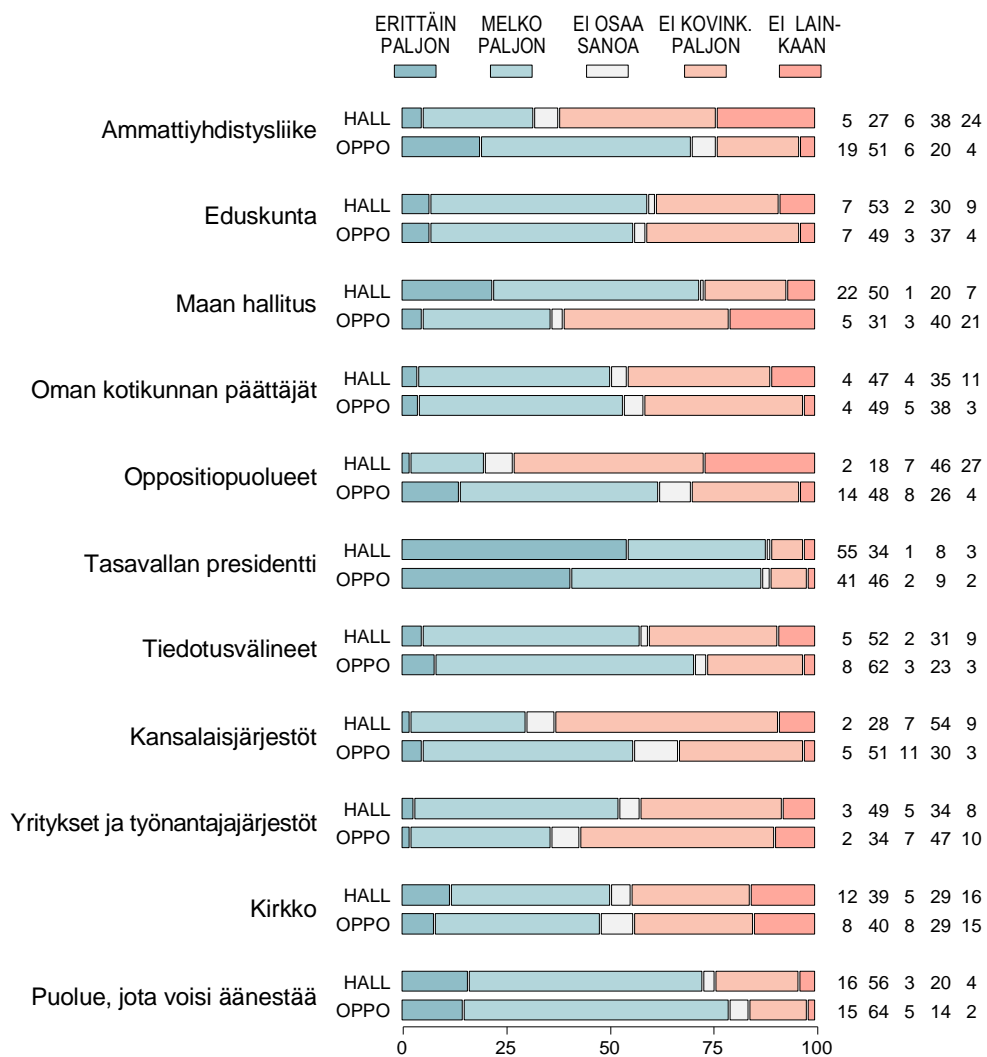 ERITTÄIN PALJON MELKO PALJON EI OSAA SANOA EI KOVINK. PALJON EI LAIN- KAAN
Ammattiyhdistysliike
HALL 5 27 6 38 24
OPPO 19 51 6 20 4
Eduskunta
HALL 7 53 2 30 9
OPPO 7 49 3 37 4
Maan hallitus
HALL 22 50 1 20 7
OPPO 5 31 3 40 21
Oman kotikunnan päättäjät
HALL 4 47 4 35 11
OPPO 4 49 5 38 3
Oppositiopuolueet
HALL 2 18 7 46 27
OPPO 14 48 8 26 4
Tasavallan presidentti
HALL 55 34 1 8 3
OPPO 41 46 2 9 2
Tiedotusvälineet
HALL 5 52 2 31 9
OPPO 8 62 3 23 3
Kansalaisjärjestöt
HALL 2 28 7 54 9
OPPO 5 51 11 30 3
Yritykset ja työnantajajärjestöt
HALL 3 49 5 34 8
OPPO 2 34 7 47 10
Kirkko
HALL 12 39 5 29 16
OPPO 8 40 8 29 15
Puolue, jota voisi äänestää
HALL 16 56 3 20 4
OPPO 15 64 5 14 2
0 25 50 75 100